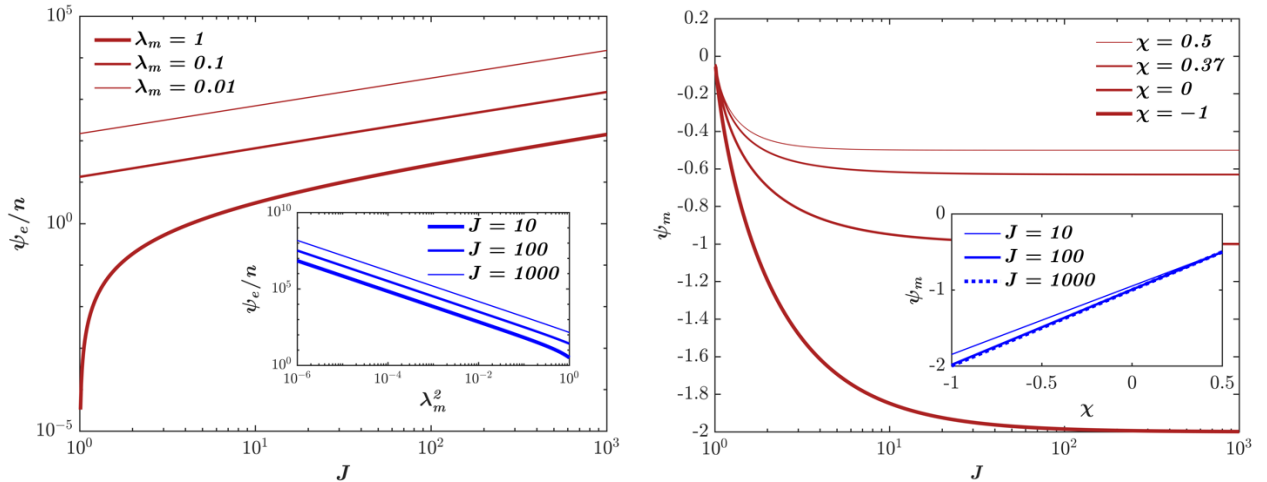 10^5
λ_m = 1
λ_m = 0.1
λ_m = 0.01
ψ_e/n
10^0
10^-5
10^0
10^1
10^2
10^3
J
10^10
J = 10
J = 100
J = 1000
ψ_e/n
10^5
10^0
10^-6
10^-4
10^-2
10^0
λ_m^2
0.2
0
-0.2
-0.4
-0.6
-0.8
-1
-1.2
-1.4
-1.6
-1.8
-2
ψ_m
χ = 0.5
χ = 0.37
χ = 0
χ = -1
10^0
10^1
10^2
10^3
J
0
J = 10
J = 100
J = 1000
ψ_m
-1
-2
-1
-0.5
0
0.5
χ